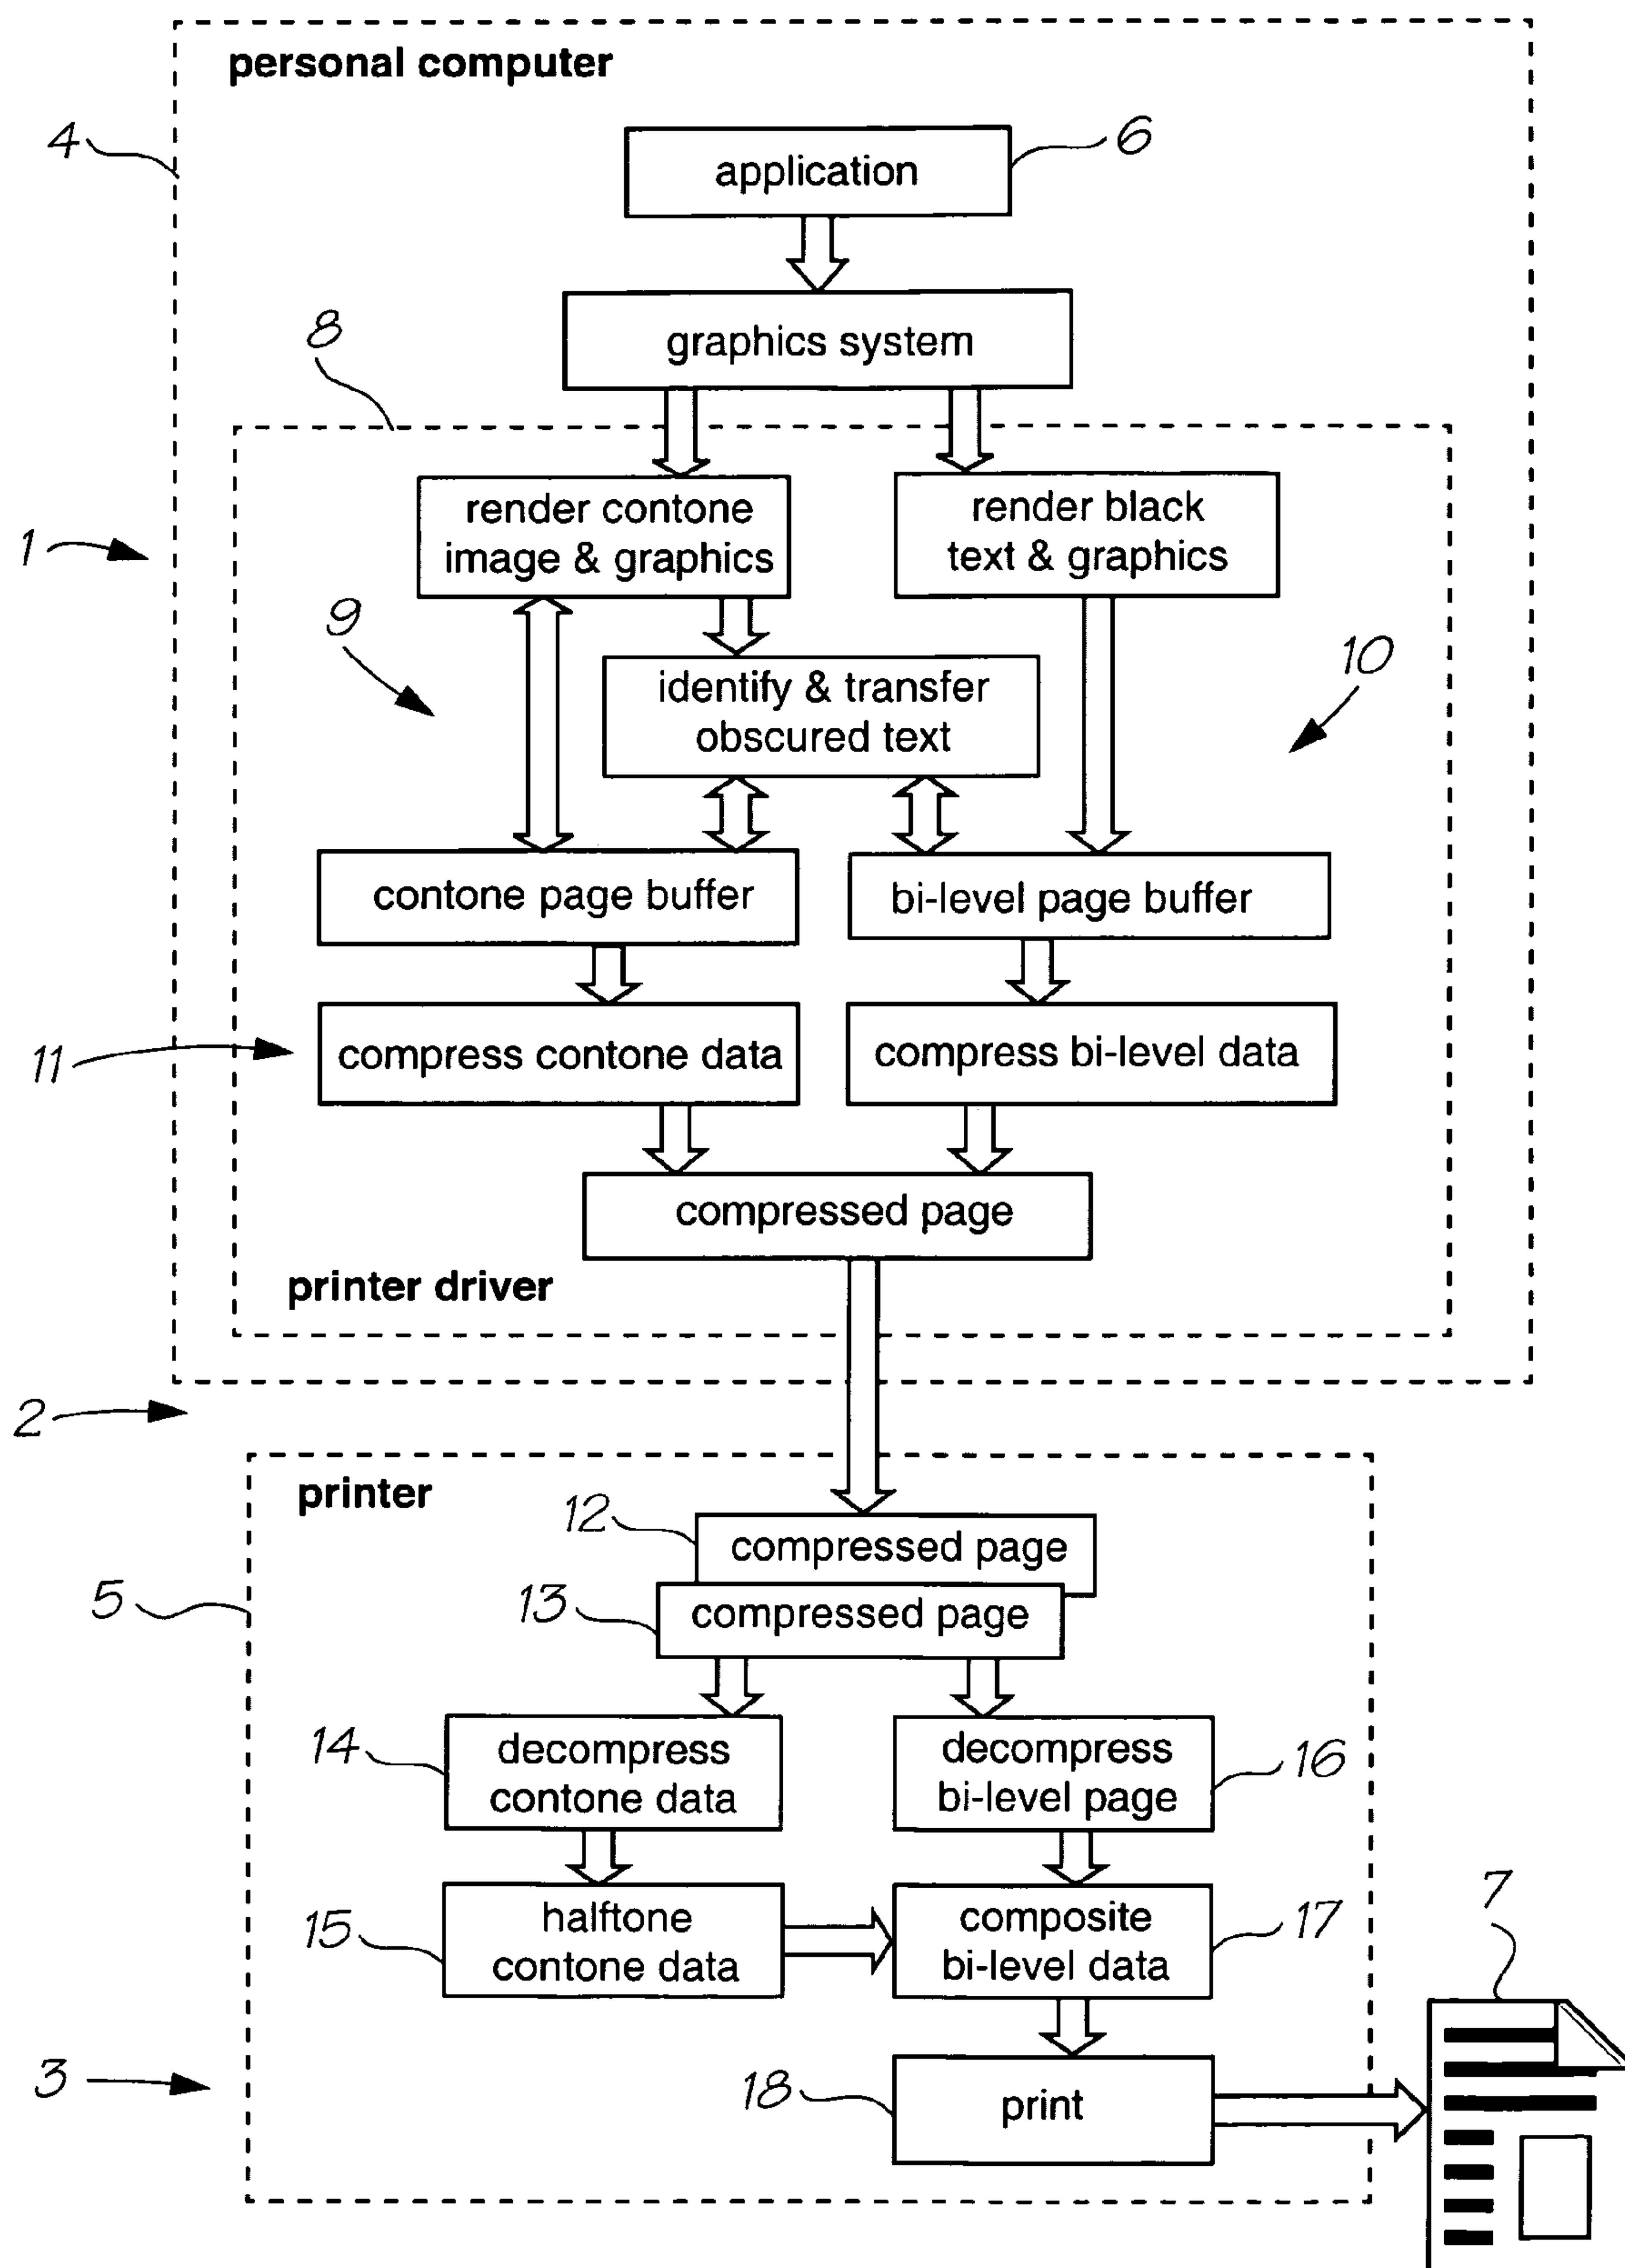 personal computer
4
application
6
graphics system
8
render contone
image & graphics
render black
text & graphics
1
9
identify & transfer
obscured text
10
contone page buffer
bi-level page buffer
11
compress contone data
compress bi-level data
compressed page
printer driver
2
printer
12
compressed page
5
13
compressed page
14
decompress
contone data
decompress
bi-level page
16
15
halftone
contone data
composite
bi-level data
17
7
3
18
print